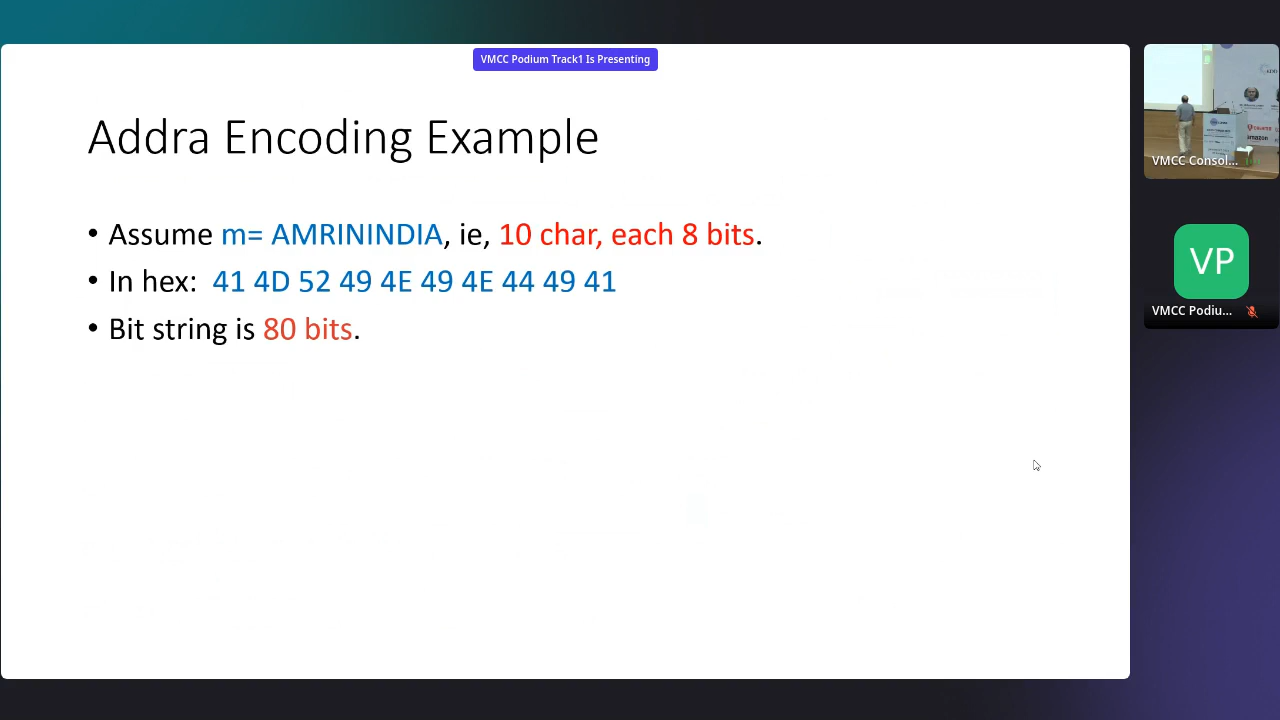 VMCC Podium Track1 Is Presenting
Addra Encoding Example
• Assume m= AMRININDIA, ie, 10 char, each 8 bits.
• In hex: 41 4D 52 49 4E 49 4E 44 49 41
• Bit string is 80 bits.
amazon
VMCC Consol...
VP
VMCC Podiu...